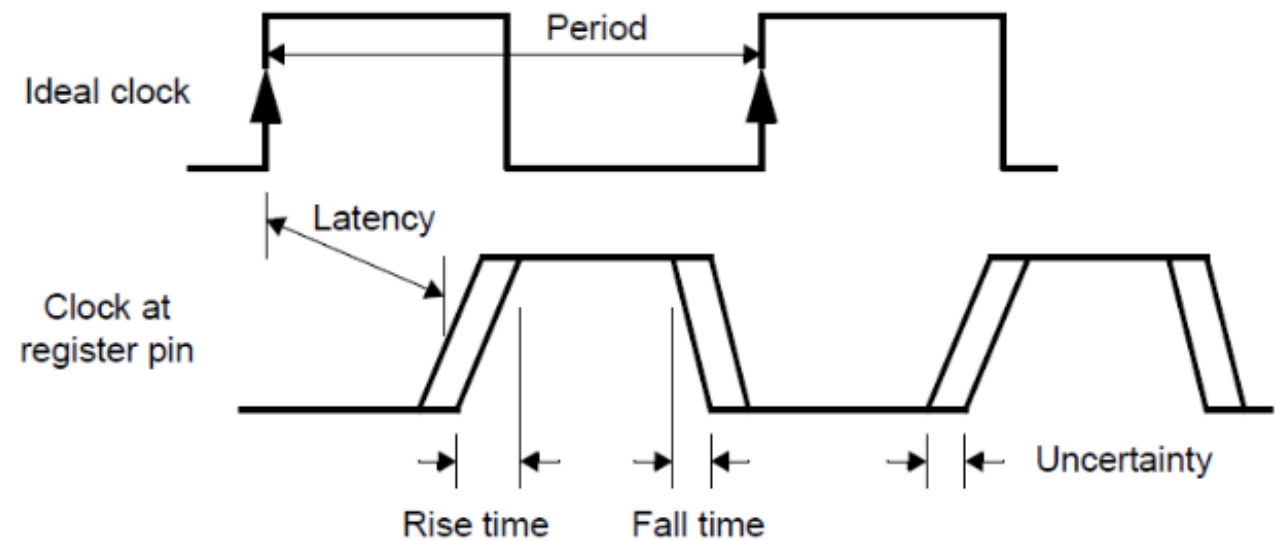 Period
Ideal clock
Latency
Clock at
register pin
Uncertainty
Rise time
Fall time